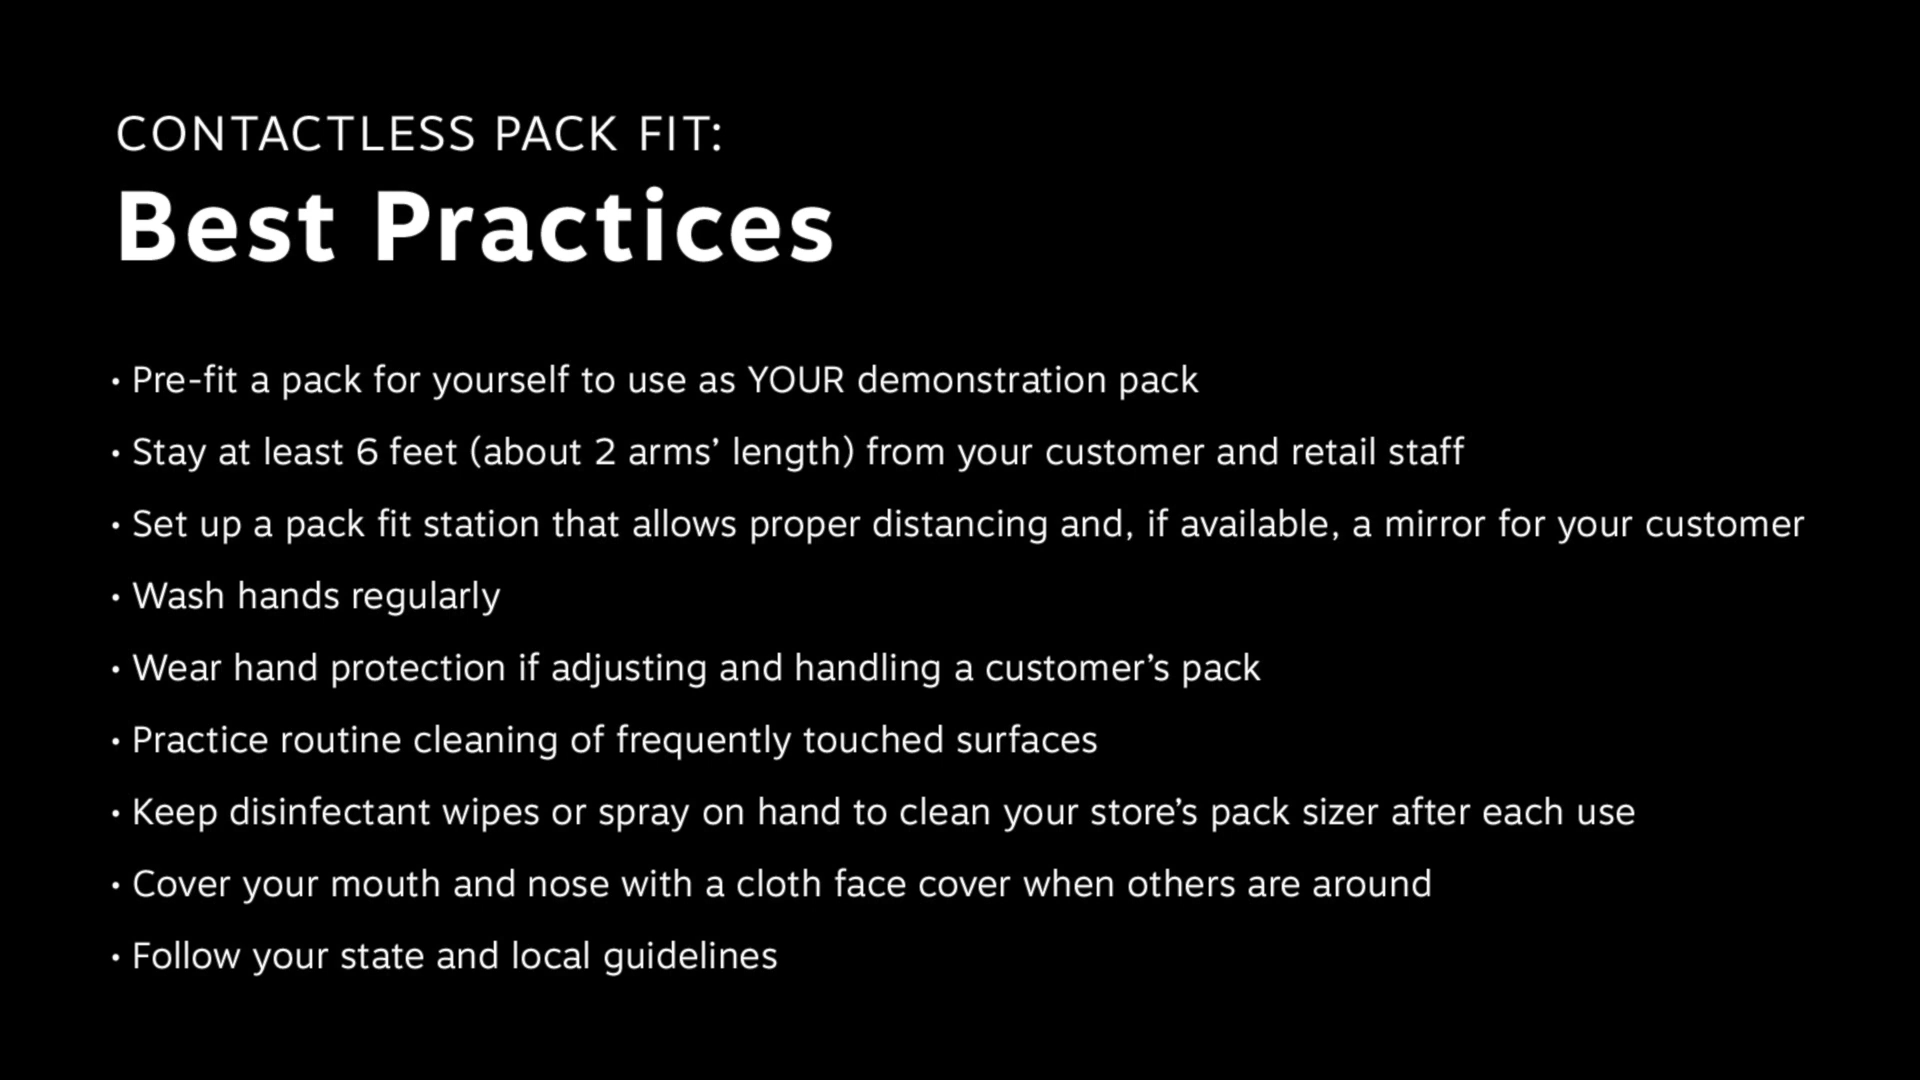 CONTACTLESS PACK FIT:
Best Practices
• Pre-fit a pack for yourself to use as YOUR demonstration pack
• Stay at least 6 feet (about 2 arms’ length) from your customer and retail staff
• Set up a pack fit station that allows proper distancing and, if available, a mirror for your customer
• Wash hands regularly
• Wear hand protection if adjusting and handling a customer’s pack
• Practice routine cleaning of frequently touched surfaces
• Keep disinfectant wipes or spray on hand to clean your store’s pack sizer after each use
• Cover your mouth and nose with a cloth face cover when others are around
• Follow your state and local guidelines